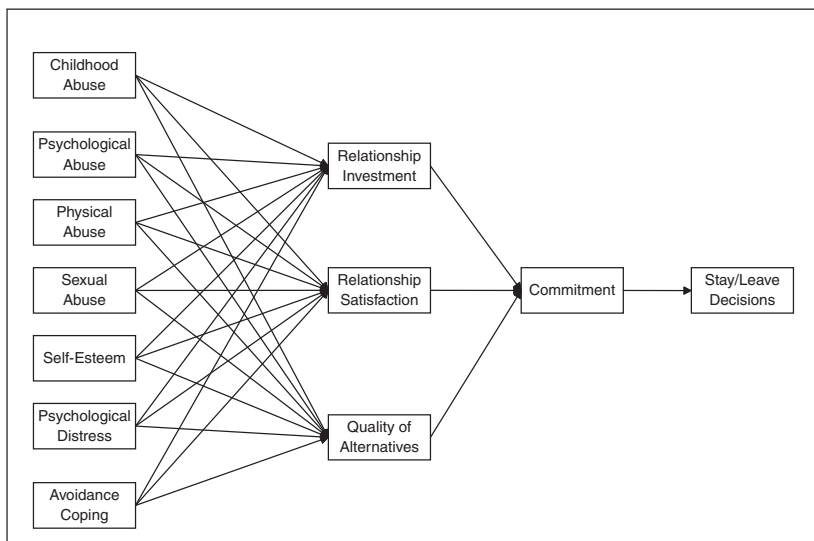 Childhood
Abuse
Psychological
Abuse
Physical
Abuse
Sexual
Abuse
Self-Esteem
Psychological
Distress
Avoidance
Coping
Relationship
Investment
Relationship
Satisfaction
Quality of
Alternatives
Commitment
Stay/Leave
Decisions